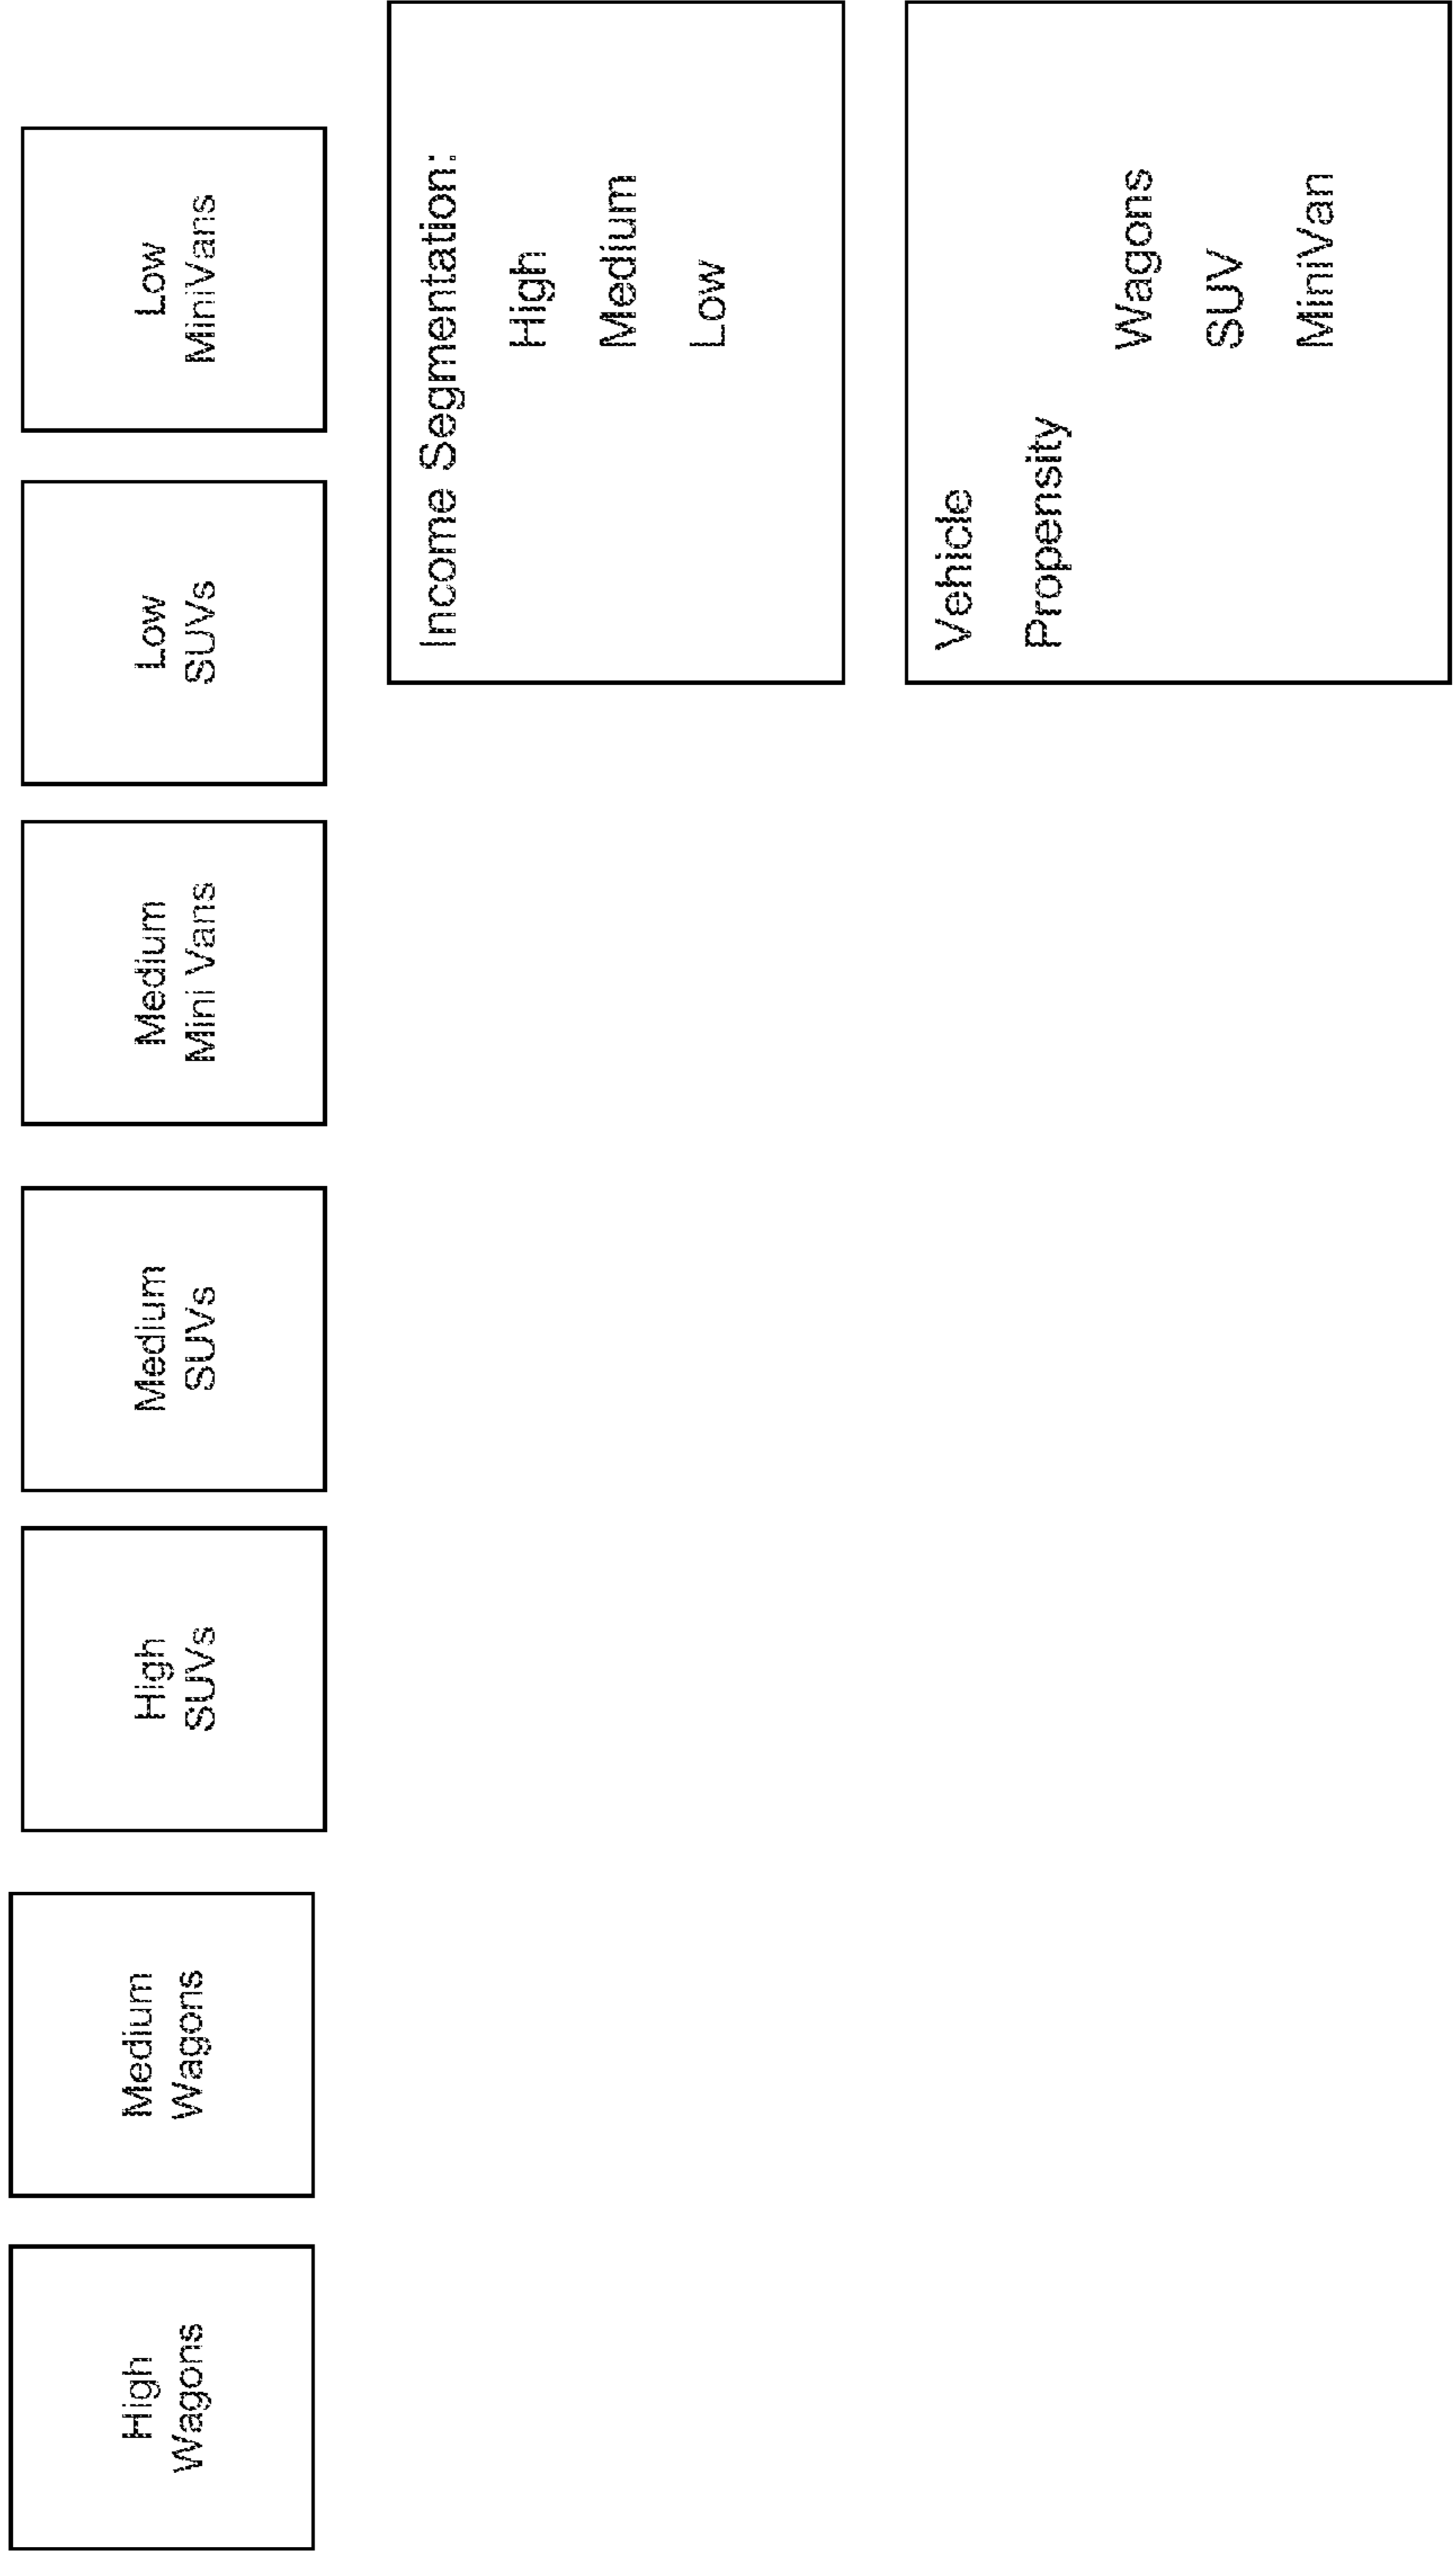 High
Wagons
Medium
Wagons
High
SUVs
Medium
SUVs
Medium
Mini Vans
Low
SUVs
Low
MiniVans
Income Segmentation:
High
Medium
Low
Vehicle
Propensity
Wagons
SUV
MiniVan